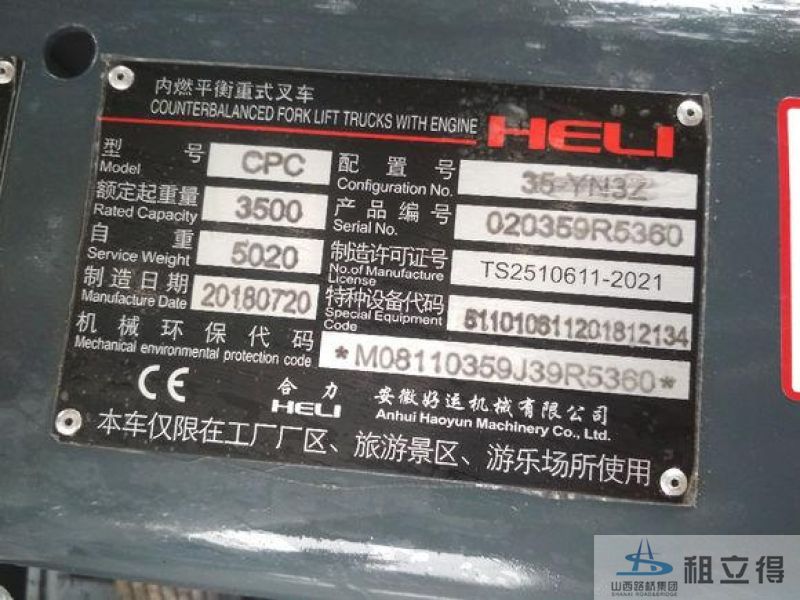 内燃平衡重式叉车
COUNTERBALANCED FORK LIFT TRUCKS WITH ENGINE
HELI
型号 CPC 配置号 35-YN3Z
Model Configuration No.
额定起重量 3500 产品编号 020359R5360
Rated Capacity Serial No.
自重 5020 制造许可证号 TS2510611-2021
Service Weight No.of Manufacture License
制造日期 20180720 特种设备代码 511010611201812134
Manufacture Date Special Equipment Code
机械环保代码 *M08110359J39R5360*
Mechanical environmental protection code
CE 合力 安徽好运机械有限公司
HELI Anhui Haoyun Machinery Co., Ltd.
本车仅限在工厂厂区、旅游景区、游乐场所使用
山西路桥集团 租立得
SHANXI ROAD&BRIDGE